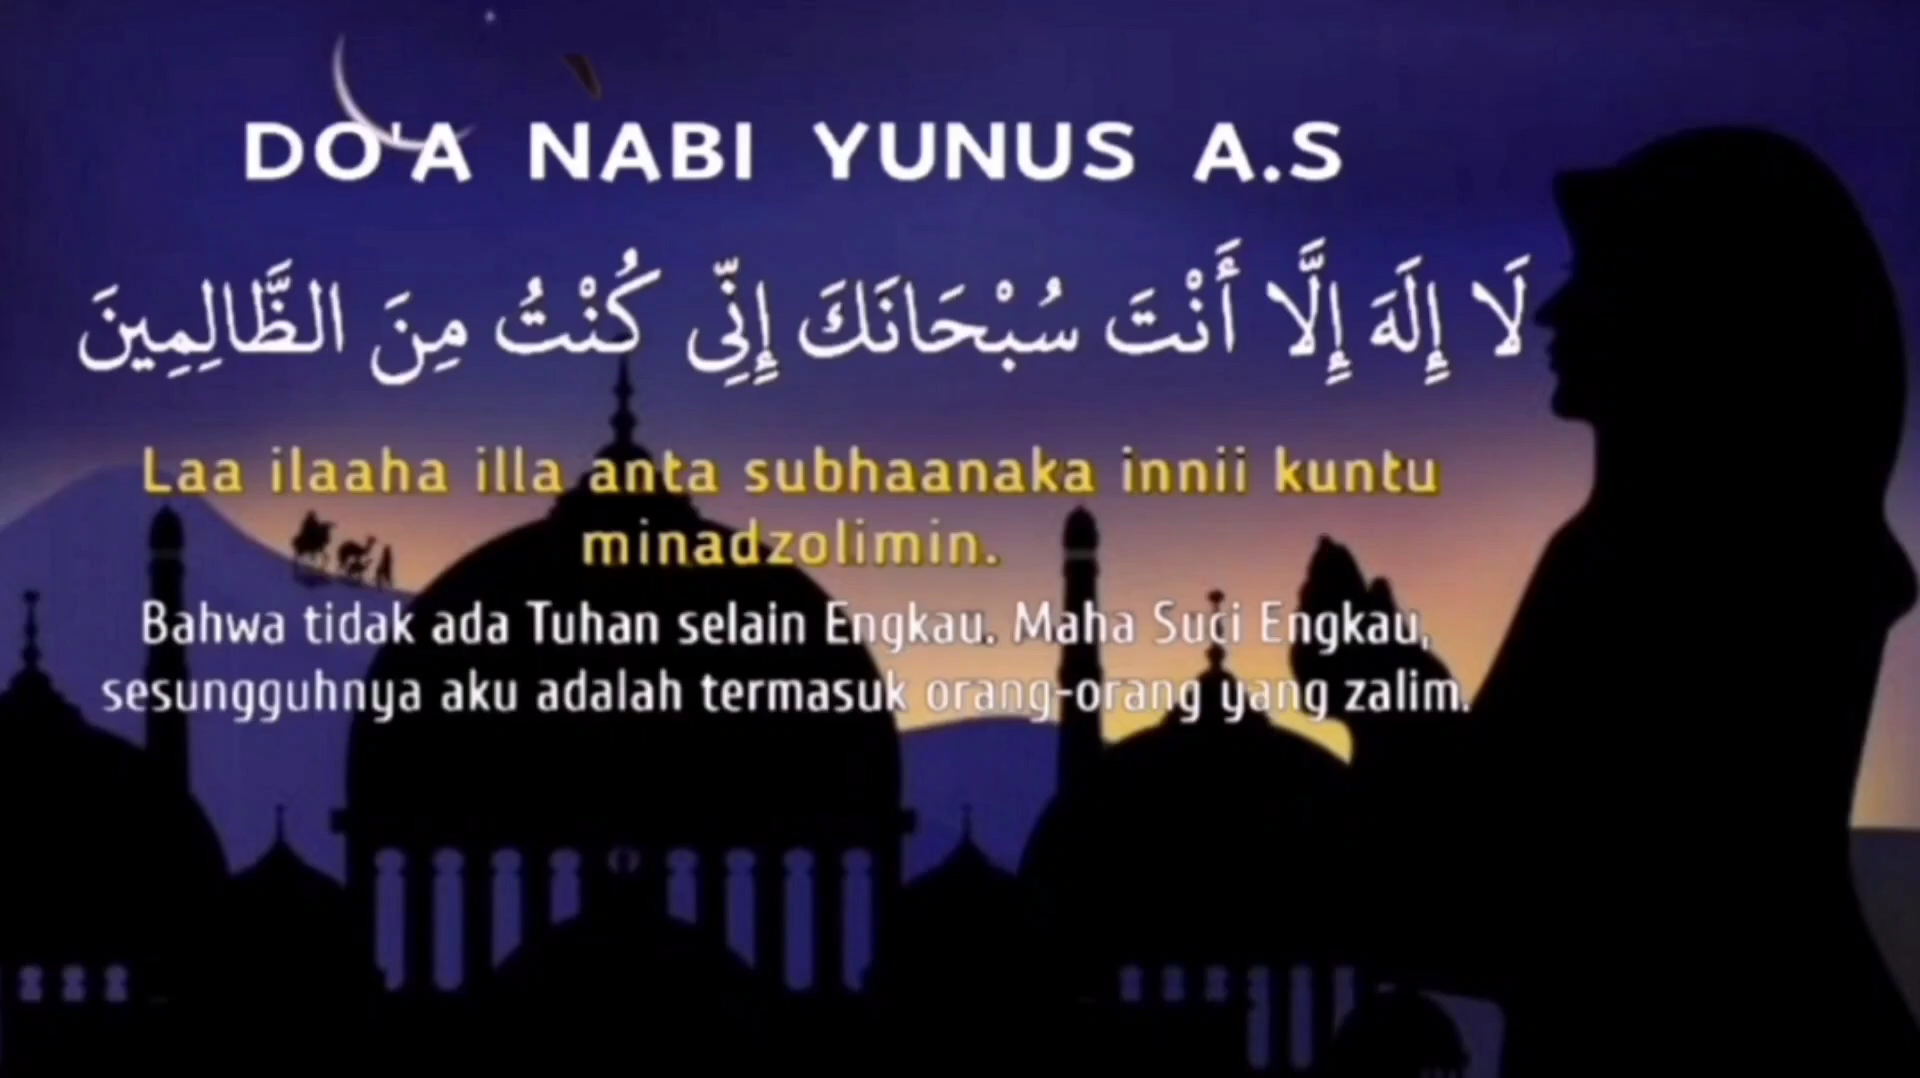 DO'A NABI YUNUS A.S
لَا إِلَهَ إِلَّا أَنْتَ سُبْحَانَكَ إِنِّى كُنْتُ مِنَ الظَّالِمِينَ
Laa ilaaha illa anta subhaanaka innii kuntu
minadzolimin.
Bahwa tidak ada Tuhan selain Engkau. Maha Suci Engkau,
sesungguhnya aku adalah termasuk orang-orang yang zalim.